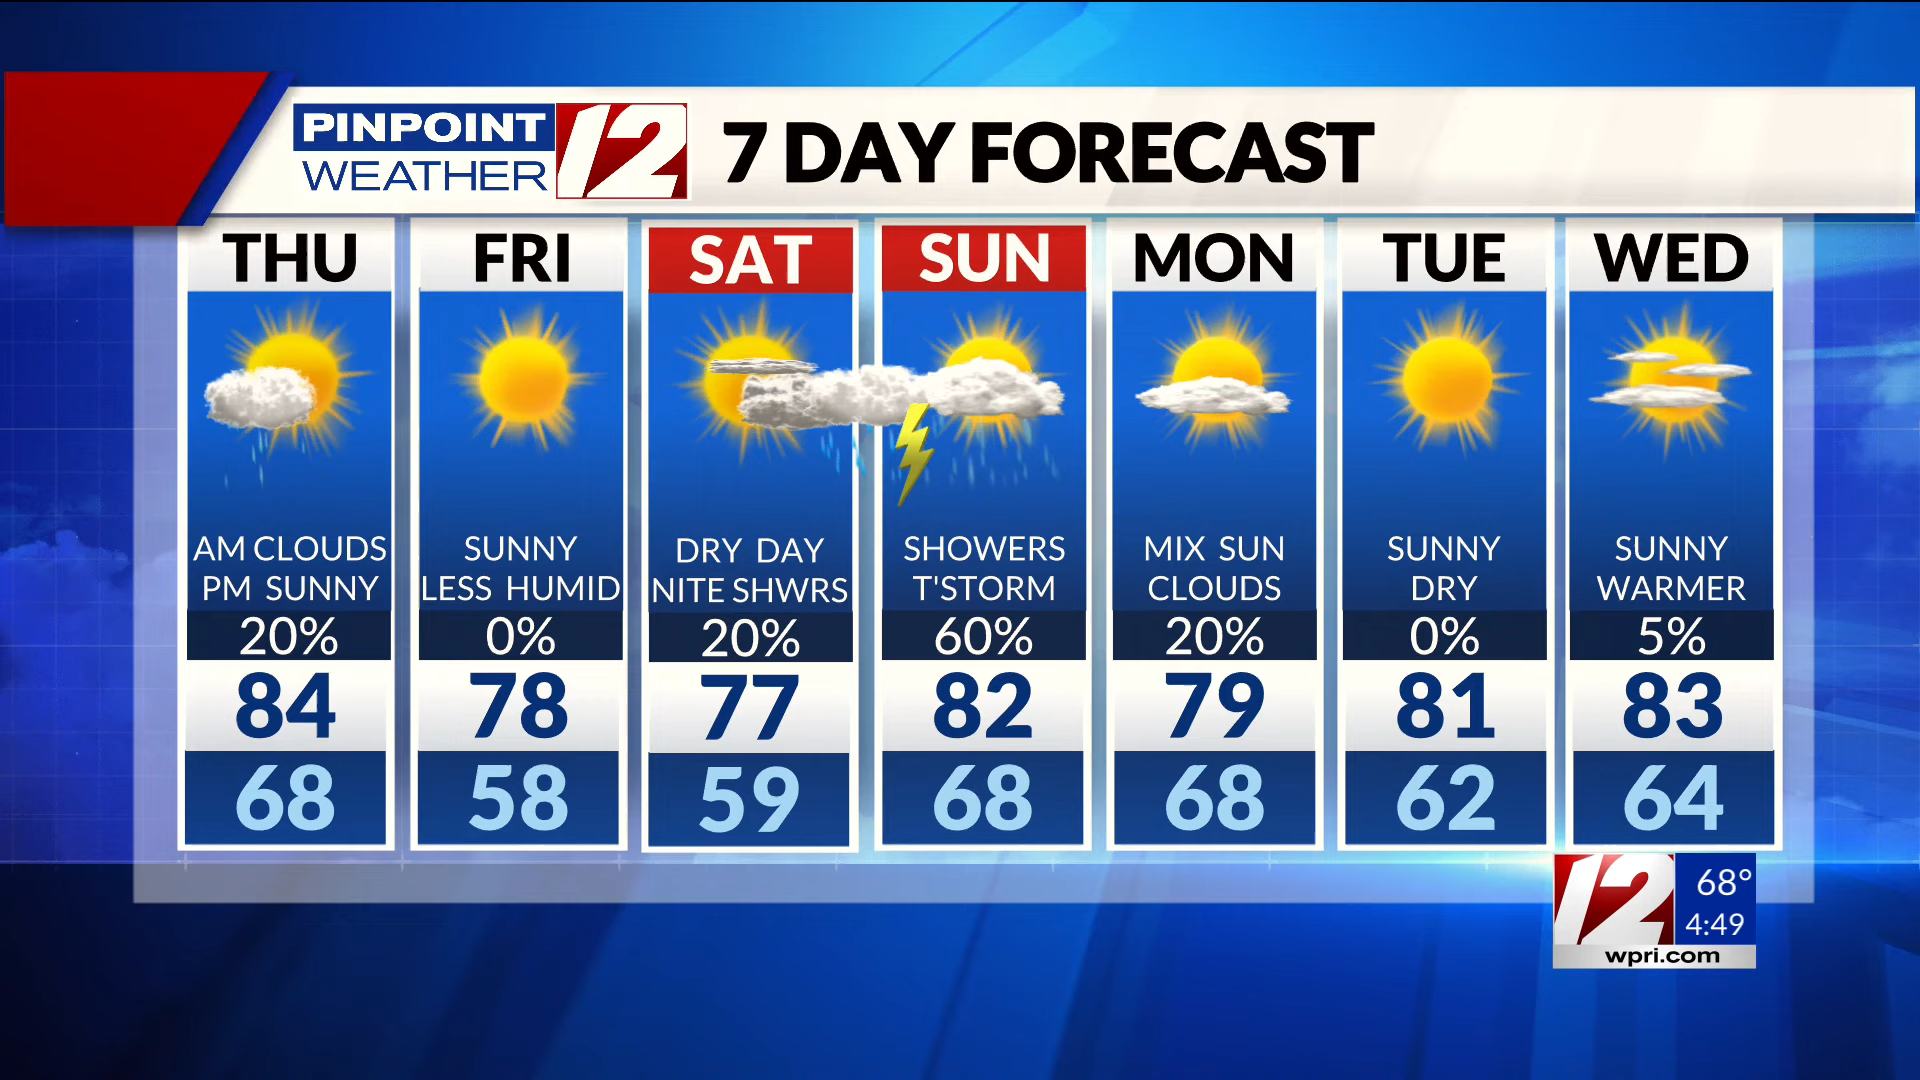 PINPOINT
WEATHER
12
7 DAY FORECAST
THU
AM CLOUDS
PM SUNNY
20%
84
68
FRI
SUNNY
LESS HUMID
0%
78
58
SAT
DRY DAY
NITE SHWRS
20%
77
59
SUN
SHOWERS
T'STORM
60%
82
68
MON
MIX SUN
CLOUDS
20%
79
68
TUE
SUNNY
DRY
0%
81
62
WED
SUNNY
WARMER
5%
83
64
12
68°
4:49
wpri.com